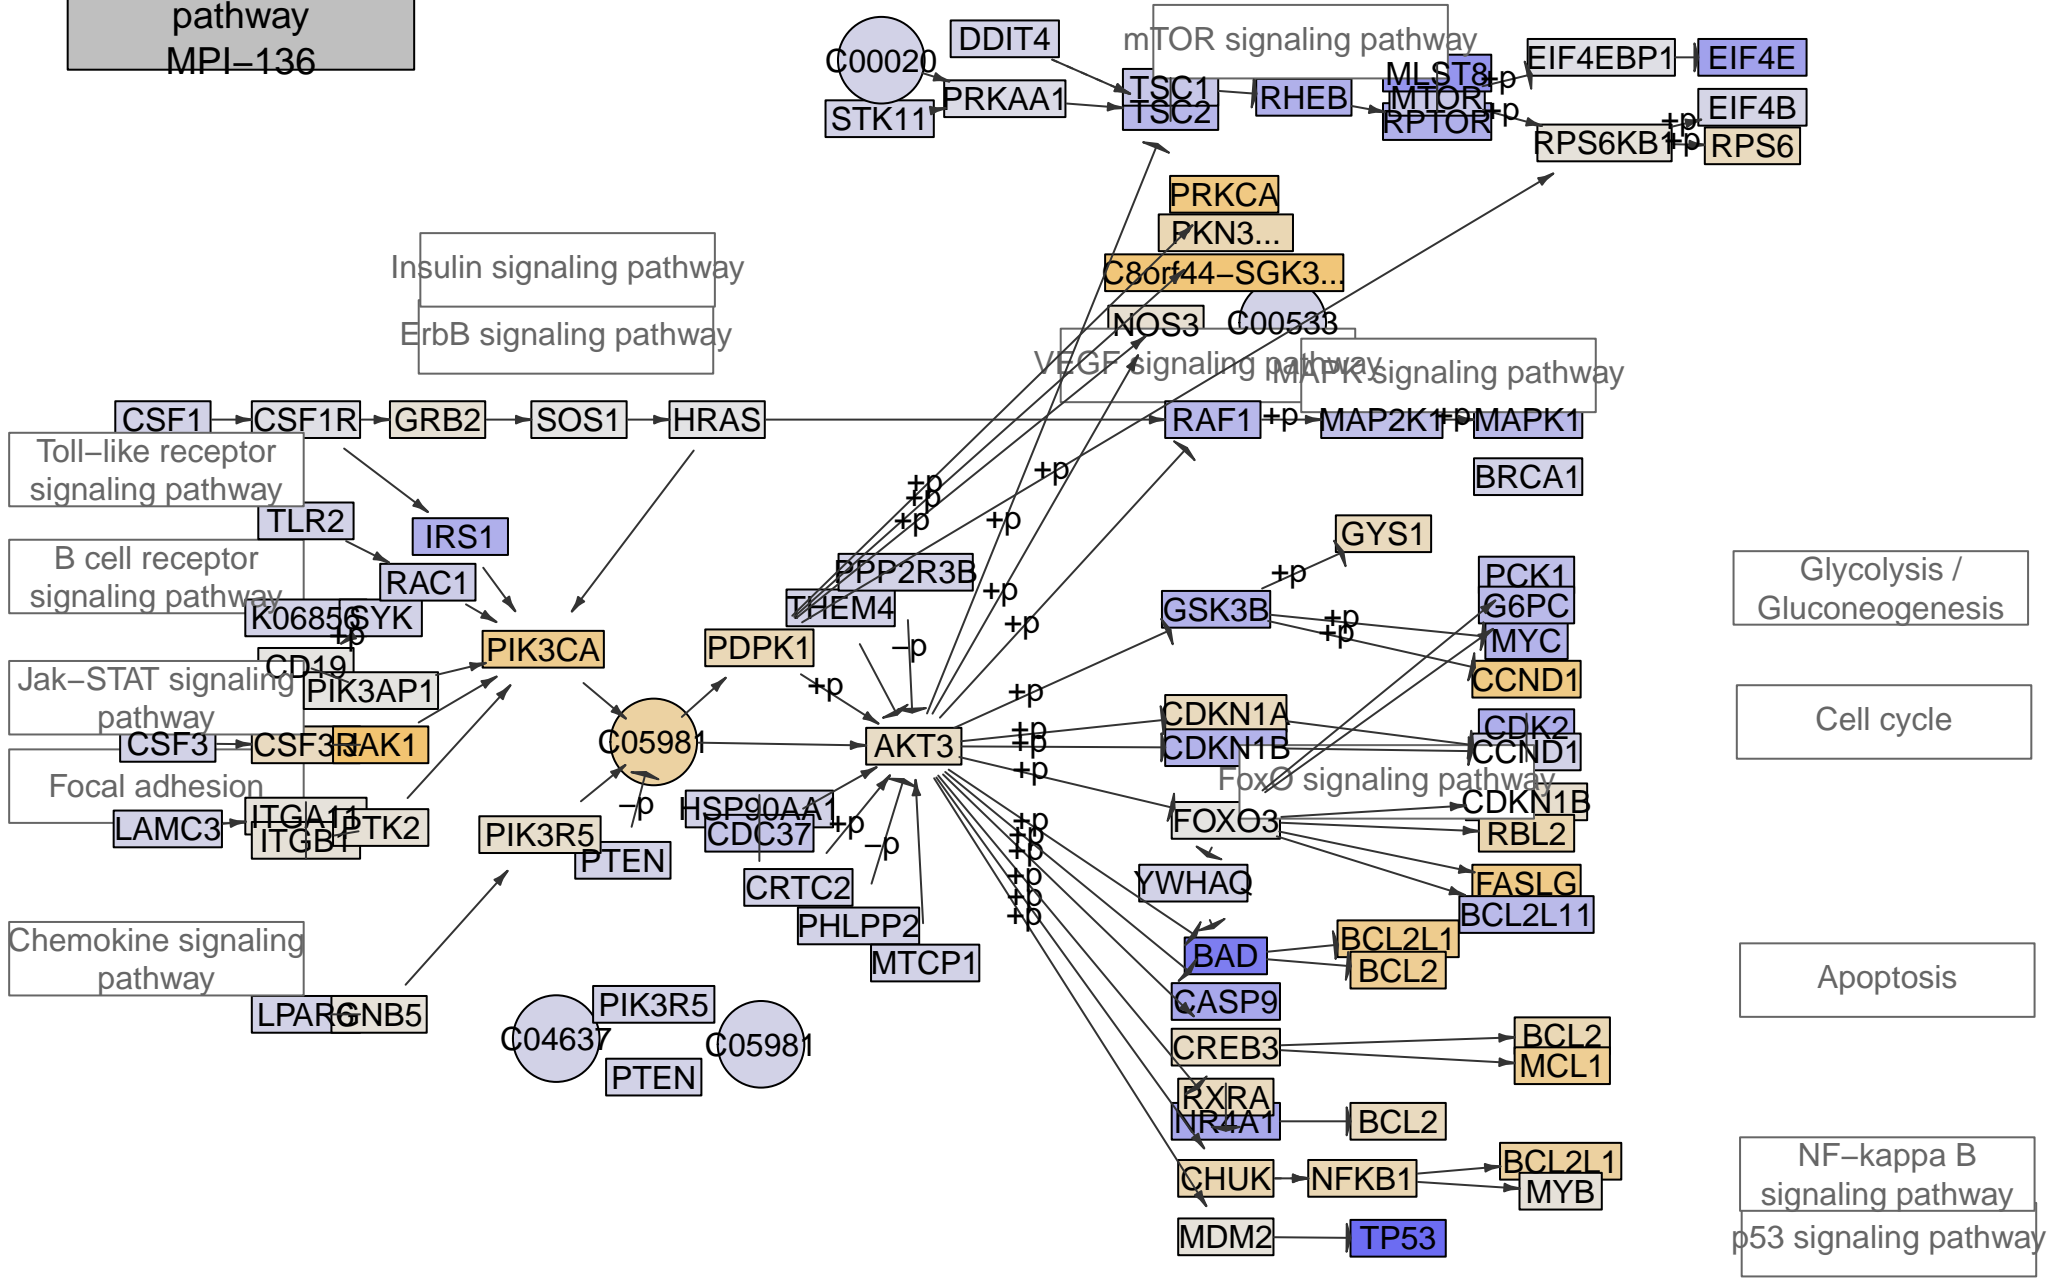 pathway
MPI−136
C00020
DDIT4
STK11
PRKAA1
TSC1
TSC2
mTOR signaling pathway
RHEB
MLST8
MTOR
RPTOR
+p
+p
EIF4EBP1
EIF4E
EIF4B
RPS6KB1
+p
+p
RPS6
PRKCA
PKN3...
C8orf44−SGK3...
NOS3
C00533
VEGF signaling pathway
MAPK signaling pathway
Insulin signaling pathway
ErbB signaling pathway
CSF1
CSF1R
GRB2
SOS1
HRAS
RAF1
+p
MAP2K1
+p
MAPK1
BRCA1
Toll−like receptor
signaling pathway
TLR2
IRS1
RAC1
B cell receptor
signaling pathway
K06856
SYK
+p
CD19
PIK3AP1
PIK3CA
PDPK1
THEM4
PPP2R3B
+p
+p
+p
+p
+p
+p
+p
−p
+p
Jak−STAT signaling
pathway
CSF3
CSF3R
JAK1
C05981
AKT3
Focal adhesion
LAMC3
ITGA11
ITGB1
PTK2
PIK3R5
PTEN
−p
HSP90AA1
CDC37
+p
−p
CRTC2
PHLPP2
MTCP1
Chemokine signaling
pathway
LPAR6
GNB5
C04637
PIK3R5
PTEN
C05981
GSK3B
+p
GYS1
+p
+p
PCK1
G6PC
MYC
CCND1
+p
+p
+p
+p
CDKN1A
CDKN1B
CDK2
CCND1
FoxO signaling pathway
FOXO3
CDKN1B
RBL2
FASLG
BCL2L11
YWHAQ
+p
+p
+p
+p
+p
+p
BAD
BCL2L1
BCL2
CASP9
CREB3
BCL2
MCL1
RXRA
NR4A1
BCL2
CHUK
NFKB1
BCL2L1
MYB
MDM2
TP53
Glycolysis /
Gluconeogenesis
Cell cycle
Apoptosis
NF−kappa B
signaling pathway
p53 signaling pathway